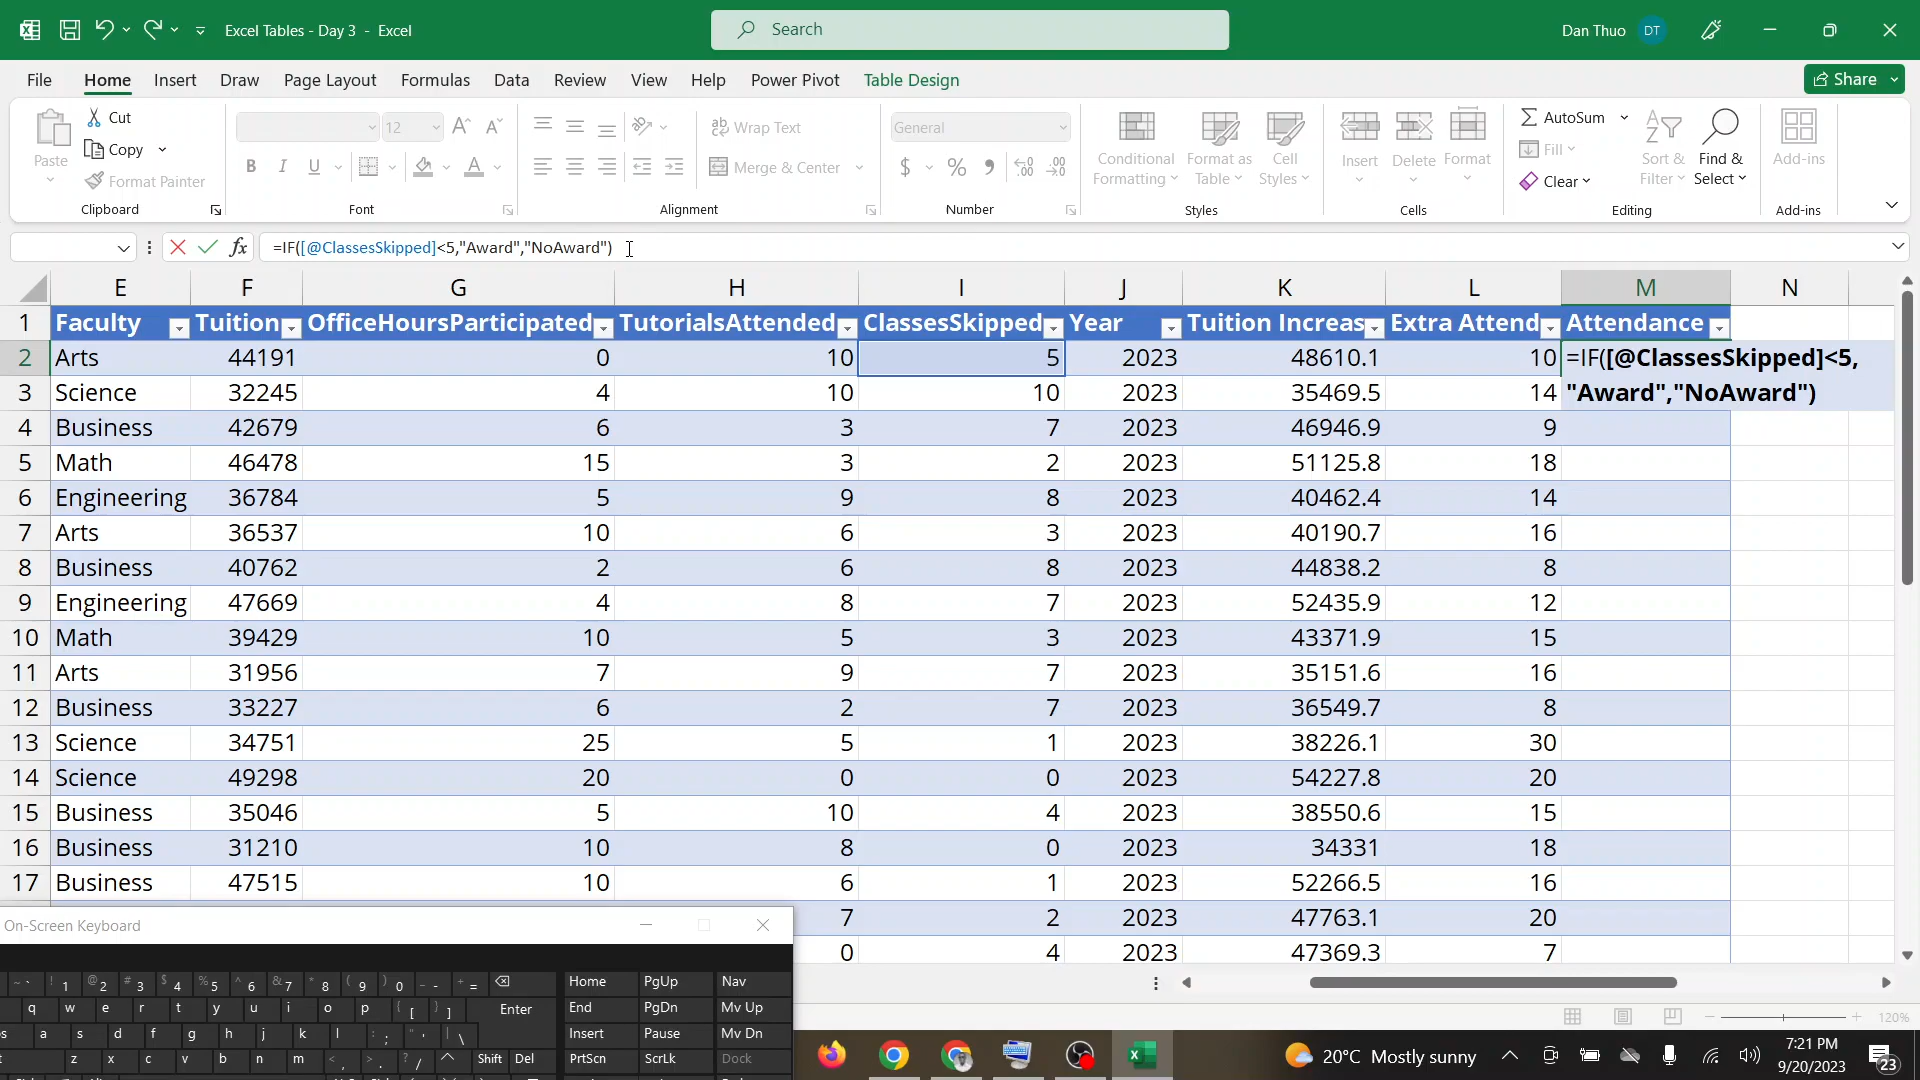 Excel Tables - Day 3 - Excel
Search
Dan Thuo DT
File Home Insert Draw Page Layout Formulas Data Review View Help Power Pivot Table Design Share
Paste
Cut
Copy
Format Painter
Clipboard
12
B I U
Font
Wrap Text
Merge & Center
Alignment
General
$ % ,
Number
Conditional Formatting
Format as Table
Cell Styles
Styles
Insert
Delete
Format
Cells
AutoSum
Fill
Clear
Sort & Filter
Find & Select
Editing
Add-ins
Add-ins
fx =IF([@ClassesSkipped]<5,"Award","NoAward")
E F G H I J K L M N
1 Faculty Tuition OfficeHoursParticipated TutorialsAttended ClassesSkipped Year Tuition Increas Extra Attend Attendance
2 Arts 44191 0 10 5 2023 48610.1 10 =IF([@ClassesSkipped]<5,
3 Science 32245 4 10 10 2023 35469.5 14 "Award","NoAward")
4 Business 42679 6 3 7 2023 46946.9 9
5 Math 46478 15 3 2 2023 51125.8 18
6 Engineering 36784 5 9 8 2023 40462.4 14
7 Arts 36537 10 6 3 2023 40190.7 16
8 Business 40762 2 6 8 2023 44838.2 8
9 Engineering 47669 4 8 7 2023 52435.9 12
10 Math 39429 10 5 3 2023 43371.9 15
11 Arts 31956 7 9 7 2023 35151.6 16
12 Business 33227 6 2 7 2023 36549.7 8
13 Science 34751 25 5 1 2023 38226.1 30
14 Science 49298 20 0 0 2023 54227.8 20
15 Business 35046 5 10 4 2023 38550.6 15
16 Business 31210 10 8 0 2023 34331 18
17 Business 47515 10 6 1 2023 52266.5 16
7 2 2023 47763.1 20
0 4 2023 47369.3 7
On-Screen Keyboard
~ ` ! 1 @ 2 # 3 $ 4 % 5 ^ 6 & 7 * 8 ( 9 ) 0 _ - + = Home PgUp Nav
q w e r t y u i o p { [ } ] Enter End PgDn Mv Up
a s d f g h j k l : ; " ' | \ Insert Pause Mv Dn
z x c v b n m < , > . ? / Shift Del PrtScn ScrLk Dock
120%
20°C Mostly sunny
7:21 PM
9/20/2023
23